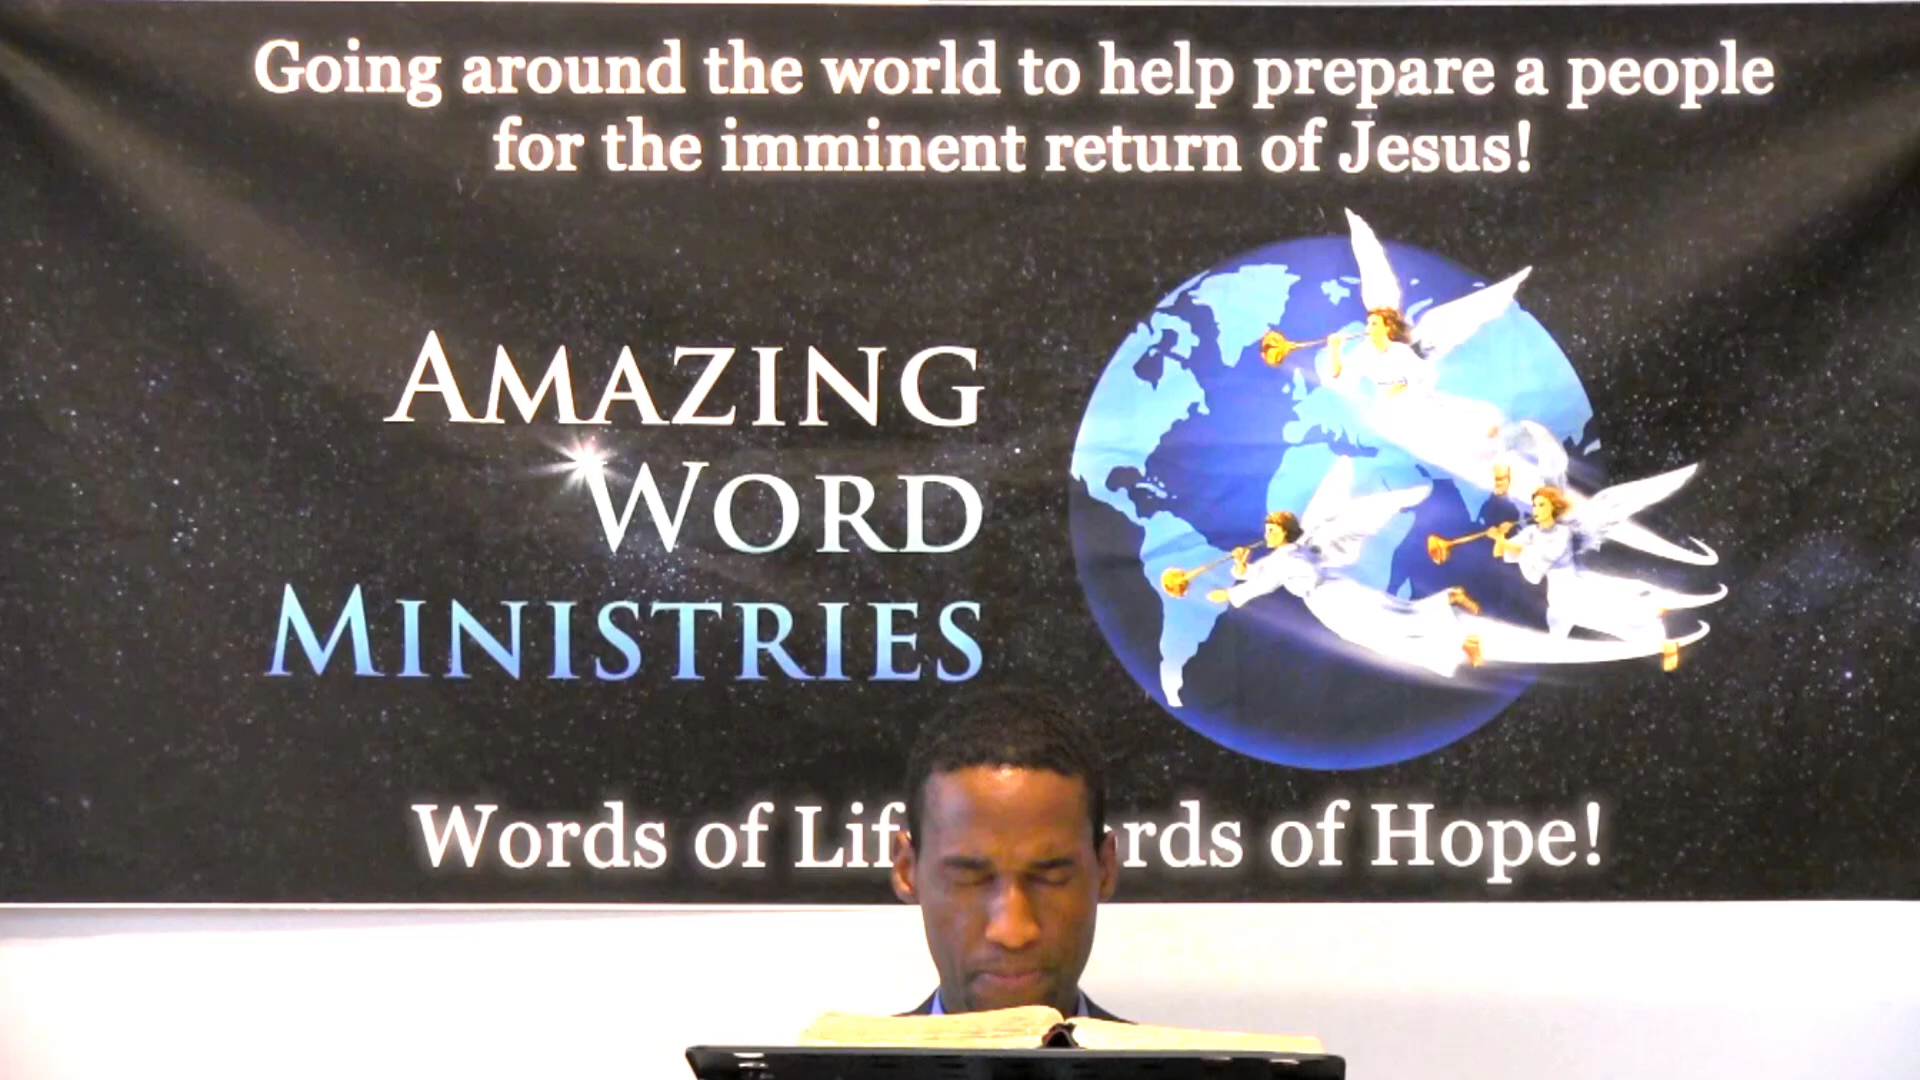 Going around the world to help prepare a people
for the imminent return of Jesus!
AMAZING
WORD
MINISTRIES
Words of Lif rds of Hope!